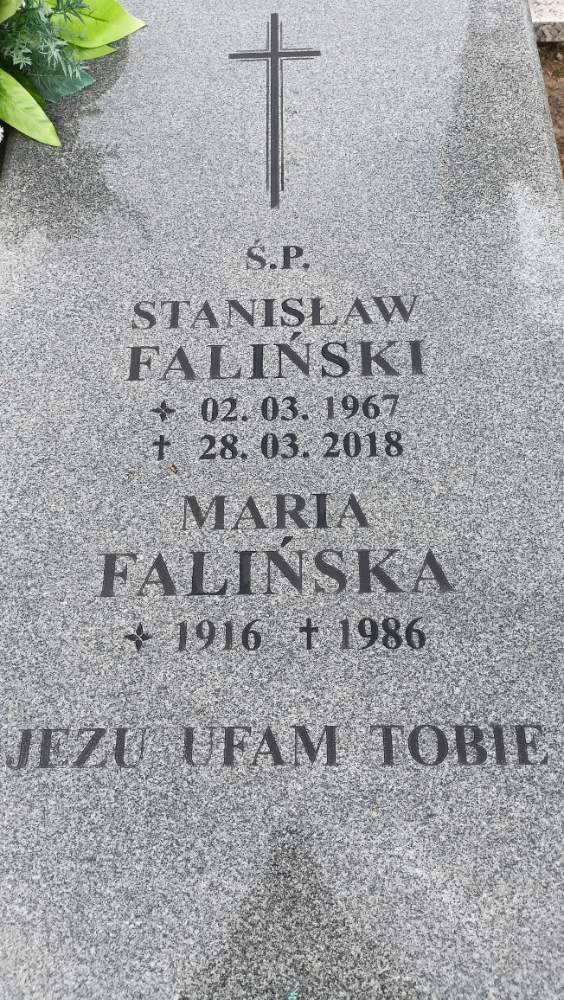 Ś.P.
STANISŁAW
FALIŃSKI
✦ 02. 03. 1967
✝ 28. 03. 2018
MARIA
FALIŃSKA
✦ 1916 ✝ 1986
JEZU UFAM TOBIE